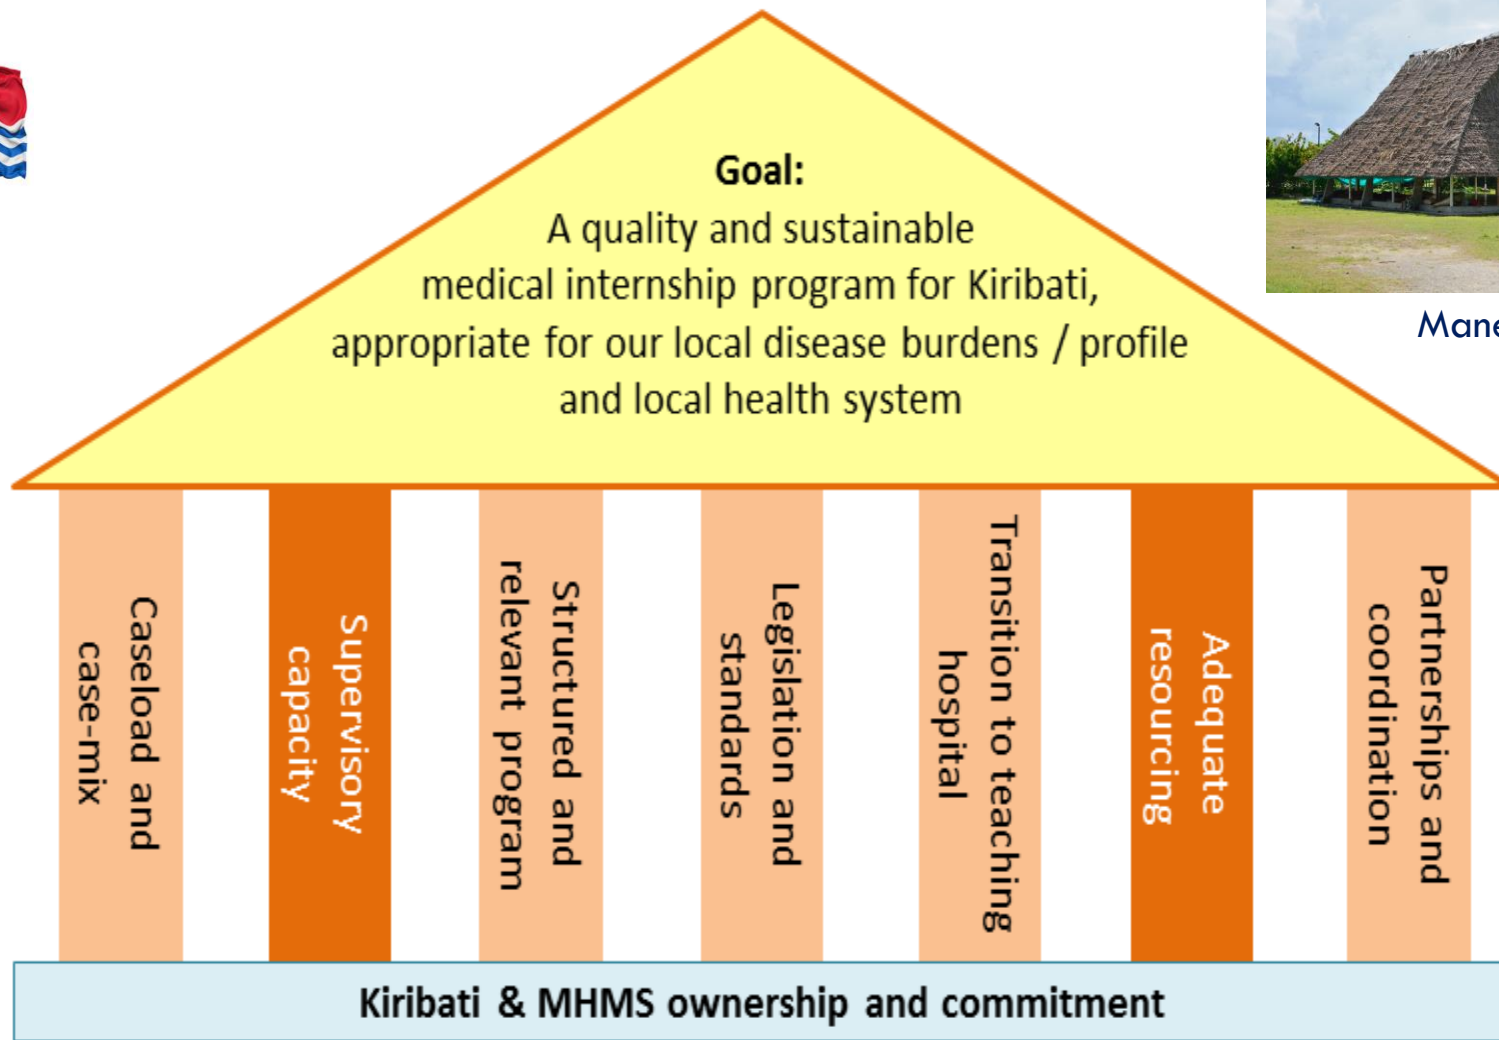 Goal:
A quality and sustainable
medical internship program for Kiribati,
appropriate for our local disease burdens / profile
and local health system
Mane
Caseload and
case-mix
Supervisory
capacity
Structured and
relevant program
Legislation and
standards
Transition to teaching
hospital
Adequate
resourcing
Partnerships and
coordination
Kiribati & MHMS ownership and commitment